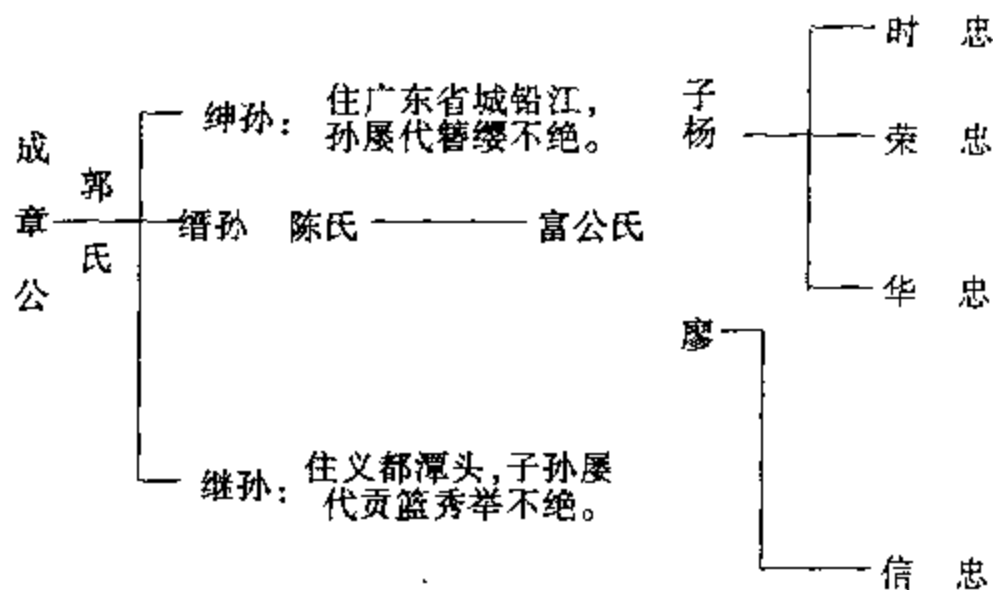 成章公
郭氏
绅孙：
住广东省城铅江，
孙屡代簪缨不绝。
缙孙 陈氏
富公氏
继孙：
住义都潭头，子孙屡
代贡篮秀举不绝。
子杨
时 忠
荣 忠
华 忠
廖
信 忠